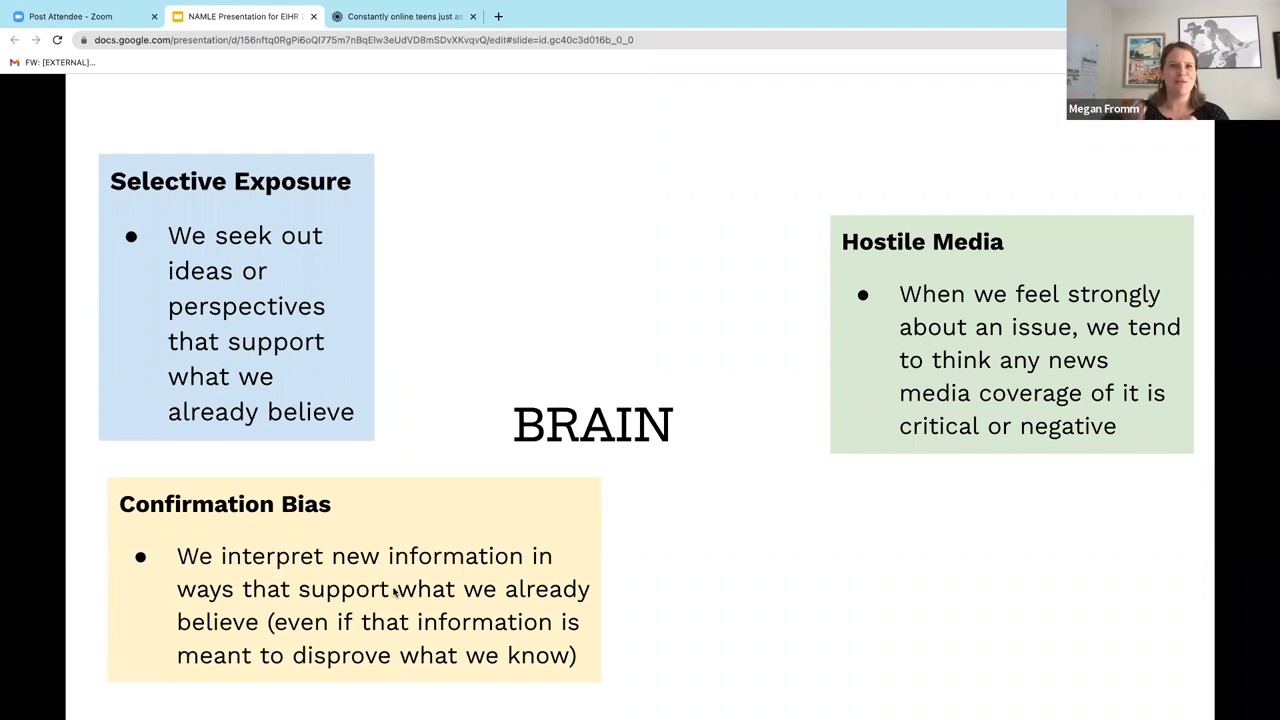 Post Attendee - Zoom
NAMLE Presentation for EIHR
Constantly online teens just as
docs.google.com/presentation/d/156nftq0RgPi6oQI775m7nBqElw3eUdVD8mSDvXKvqvQ/edit#slide=id.gc40c3d016b_0_0
FW: [EXTERNAL]...
Megan Fromm
Selective Exposure
● We seek out
ideas or
perspectives
that support
what we
already believe
Hostile Media
● When we feel strongly
about an issue, we tend
to think any news
media coverage of it is
critical or negative
BRAIN
Confirmation Bias
● We interpret new information in
ways that support what we already
believe (even if that information is
meant to disprove what we know)